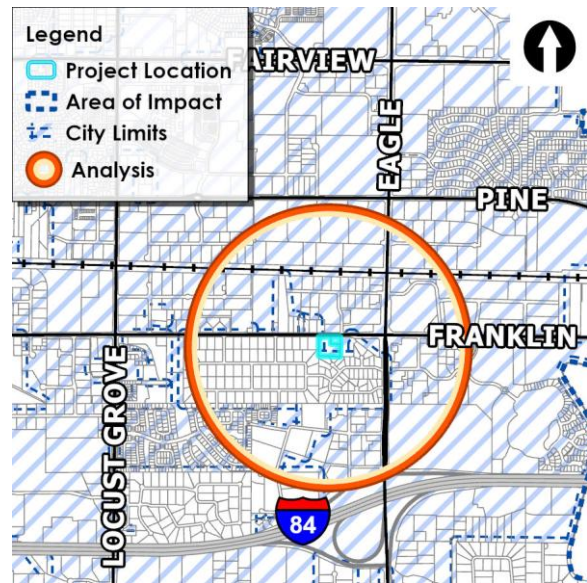 Legend
Project Location
Area of Impact
City Limits
Analysis
FAIRVIEW
EAGLE
PINE
FRANKLIN
LOCUST GROVE
84